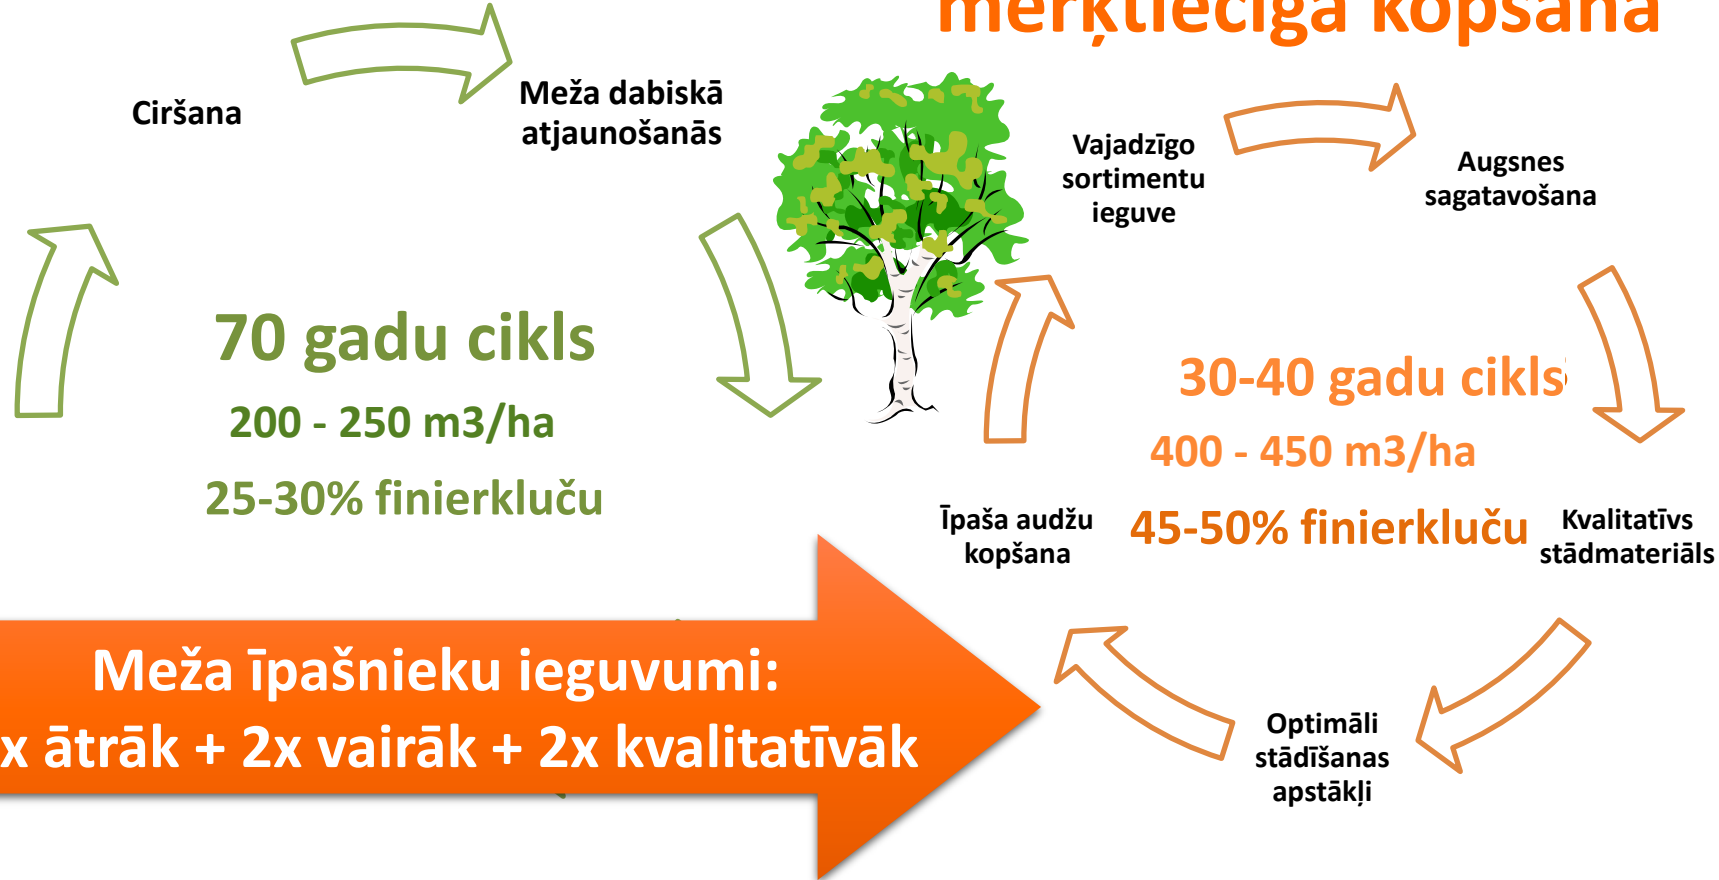 mērķtiecīga kopšana
Ciršana
Meža dabiskā
atjaunošanās
70 gadu cikls
200 - 250 m3/ha
25-30% finierkluču
Vajadzīgo
sortimentu
ieguve
Augsnes
sagatavošana
30-40 gadu cikls
400 - 450 m3/ha
45-50% finierkluču
Īpaša audžu
kopšana
Kvalitatīvs
stādmateriāls
Optimāli
stādīšanas
apstākļi
Meža īpašnieku ieguvumi:
x ātrāk + 2x vairāk + 2x kvalitatīvāk